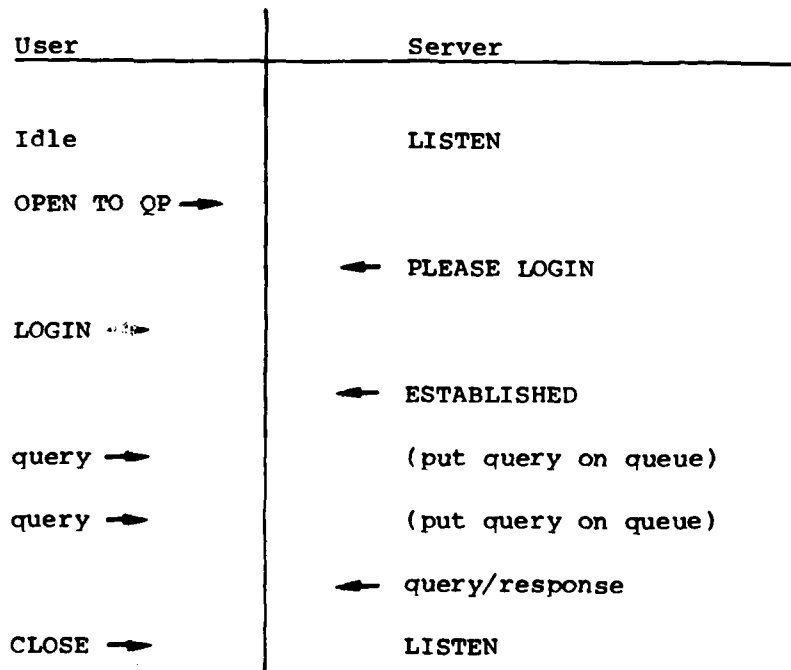 User Server
Idle LISTEN
OPEN TO QP →
← PLEASE LOGIN
LOGIN →
← ESTABLISHED
query → (put query on queue)
query → (put query on queue)
← query/response
CLOSE → LISTEN